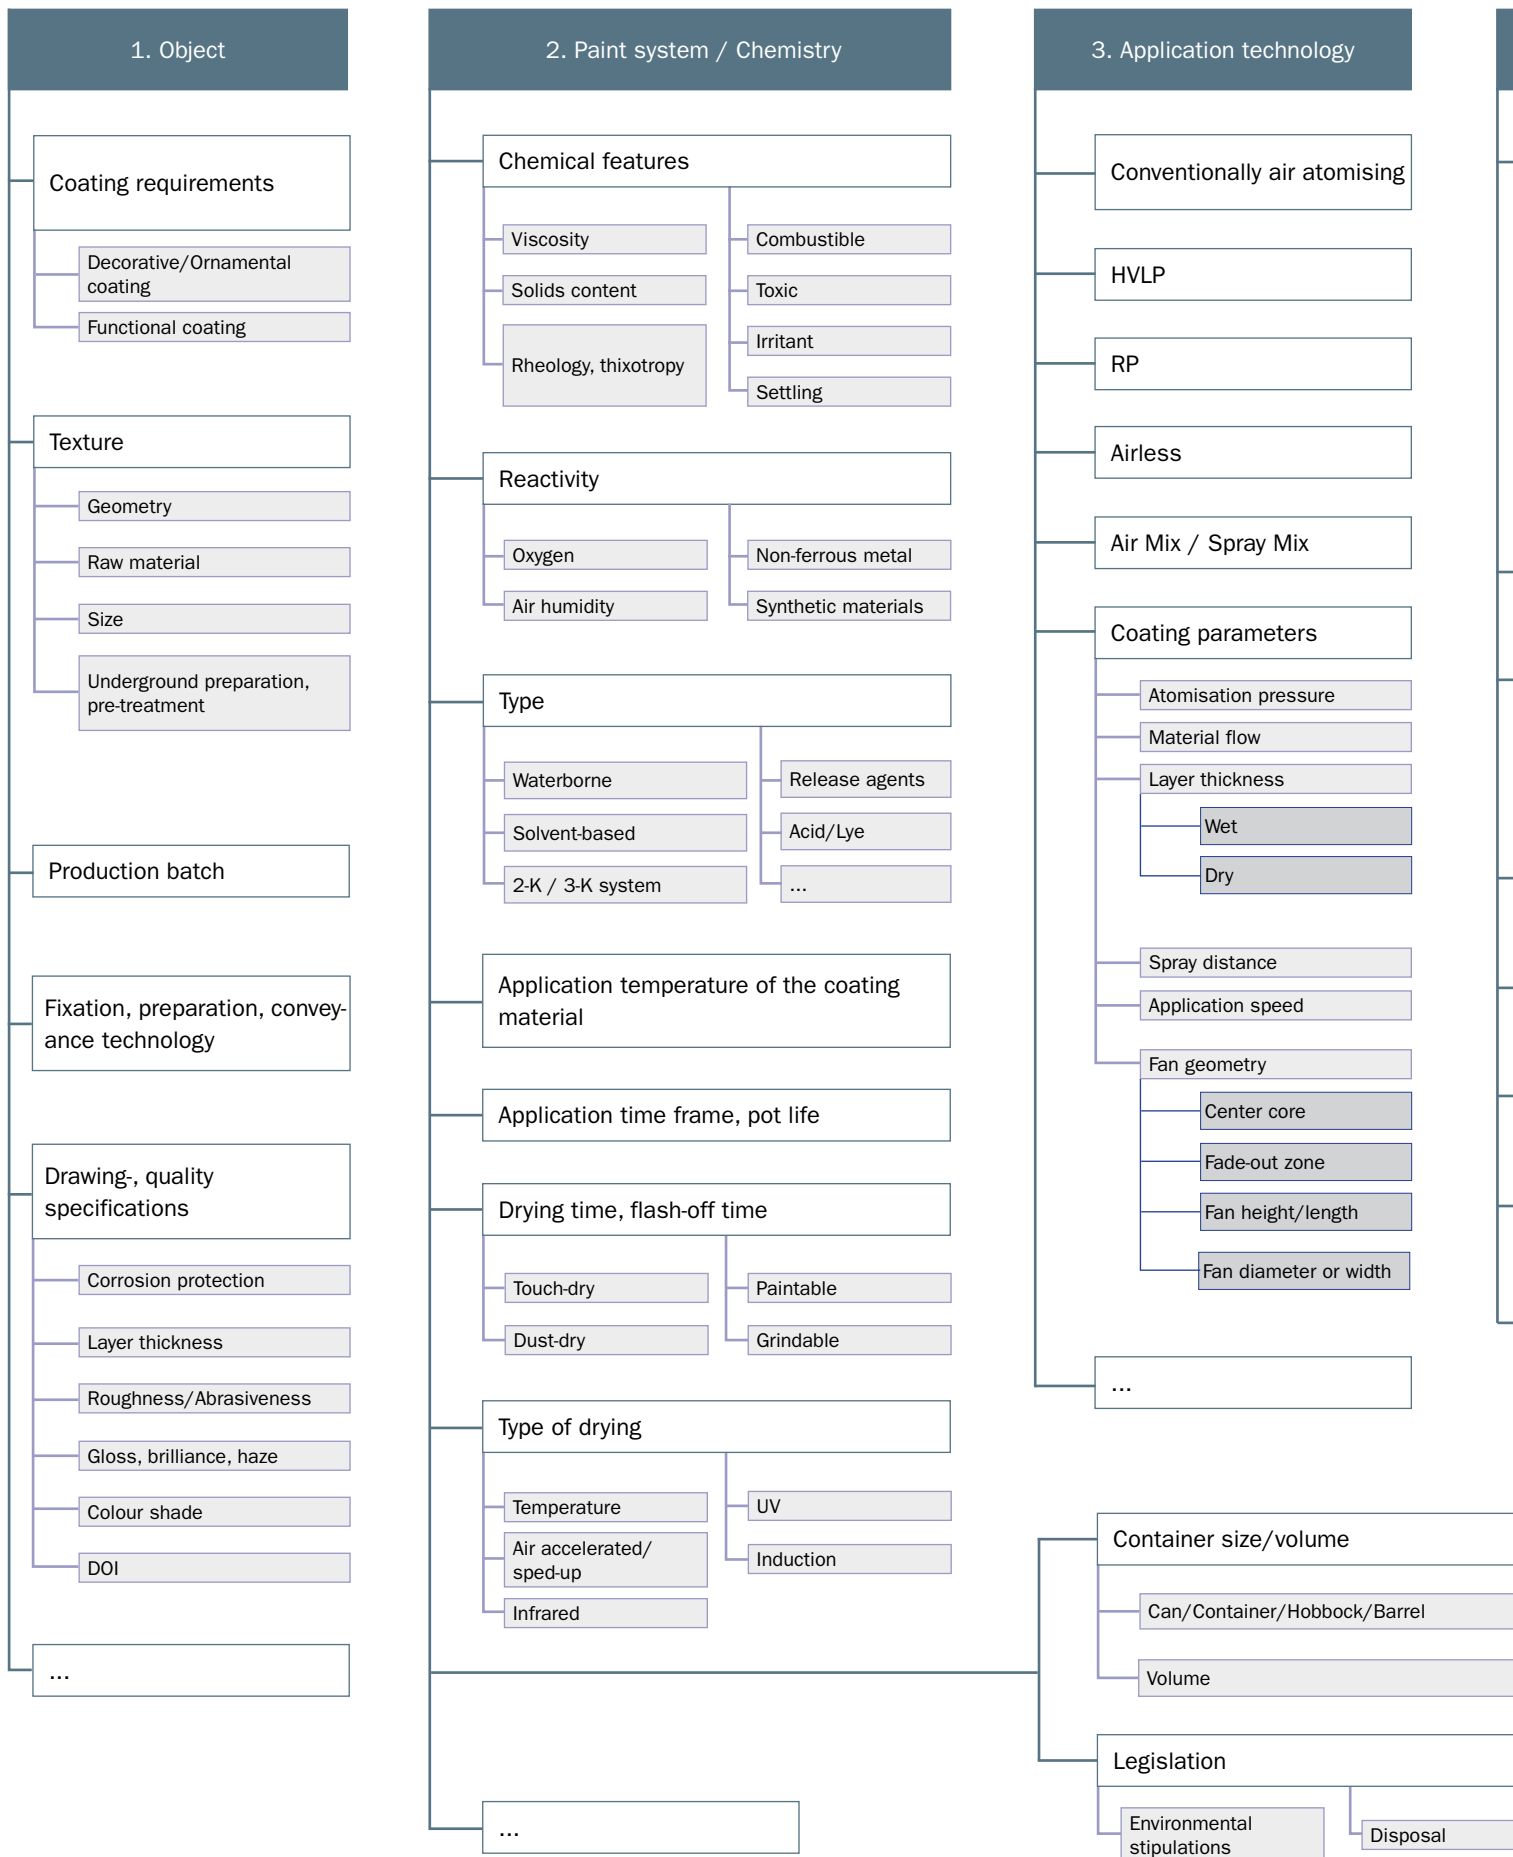 1. Object
Coating requirements
Decorative/Ornamental
coating
Functional coating
Texture
Geometry
Raw material
Size
Underground preparation,
pre-treatment
Production batch
Fixation, preparation, convey-
ance technology
Drawing-, quality
specifications
Corrosion protection
Layer thickness
Roughness/Abrasiveness
Gloss, brilliance, haze
Colour shade
DOI
...
2. Paint system / Chemistry
Chemical features
Viscosity
Solids content
Rheology, thixotropy
Combustible
Toxic
Irritant
Settling
Reactivity
Oxygen
Air humidity
Non-ferrous metal
Synthetic materials
Type
Waterborne
Solvent-based
2-K / 3-K system
Release agents
Acid/Lye
...
Application temperature of the coating
material
Application time frame, pot life
Drying time, flash-off time
Touch-dry
Dust-dry
Paintable
Grindable
Type of drying
Temperature
Air accelerated/
sped-up
Infrared
UV
Induction
...
3. Application technology
Conventionally air atomising
HVLP
RP
Airless
Air Mix / Spray Mix
Coating parameters
Atomisation pressure
Material flow
Layer thickness
Wet
Dry
Spray distance
Application speed
Fan geometry
Center core
Fade-out zone
Fan height/length
Fan diameter or width
...
Container size/volume
Can/Container/Hobbock/Barrel
Volume
Legislation
Environmental
stipulations
Disposal